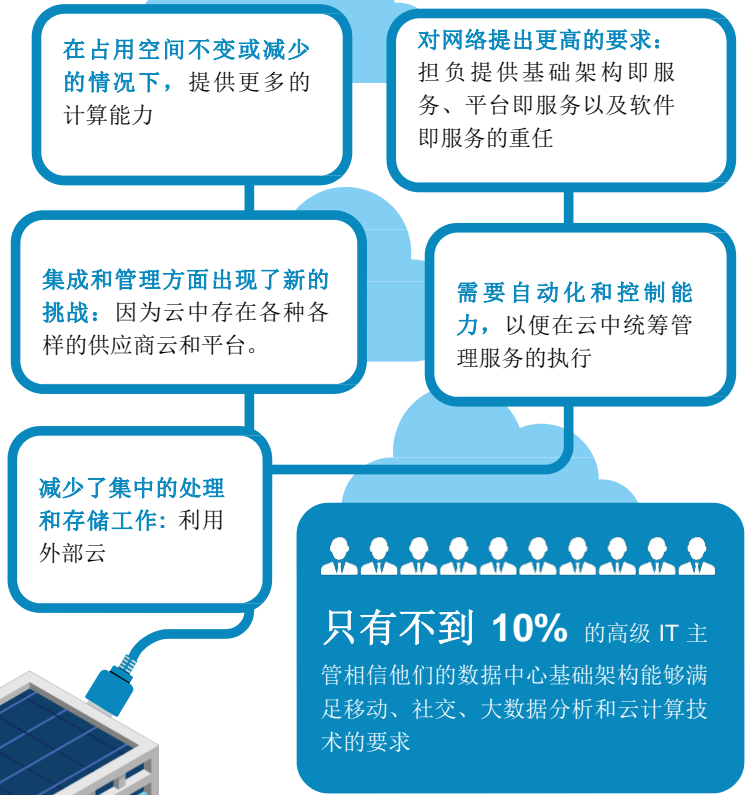 在占用空间不变或减少
的情况下，提供更多的
计算能力
对网络提出更高的要求：
担负提供基础架构即服
务、平台即服务以及软件
即服务的重任
集成和管理方面出现了新的
挑战：因为云中存在各种各
样的供应商云和平台。
需要自动化和控制能
力，以便在云中统筹管
理服务的执行
减少了集中的处理
和存储工作: 利用
外部云
只有不到 10% 的高级 IT 主
管相信他们的数据中心基础架构能够满
足移动、社交、大数据分析和云计算技
术的要求